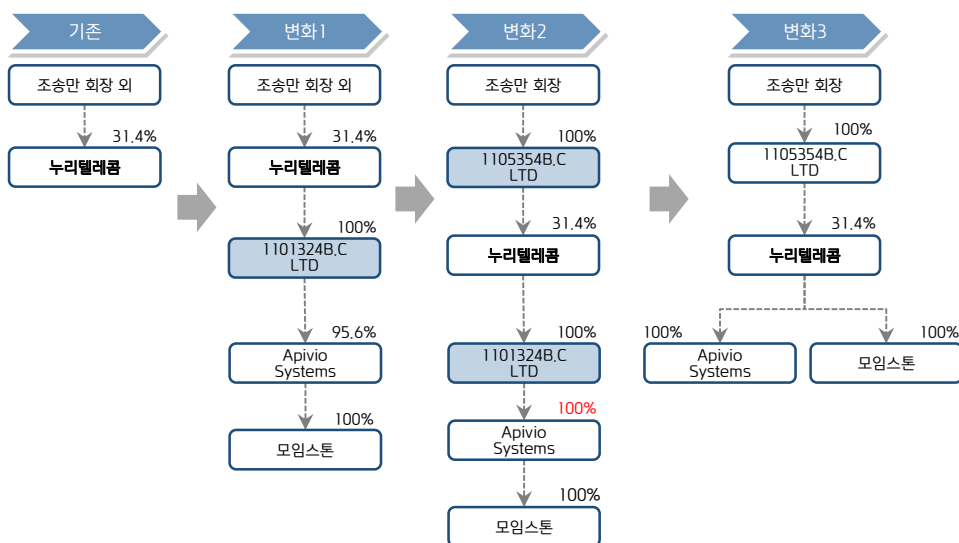 기존
변화1
변화2
변화3
조송만 회장 외
31.4%
누리텔레콤
조송만 회장 외
31.4%
누리텔레콤
100%
1101324B.C
LTD
95.6%
Apivio
Systems
100%
모임스톤
조송만 회장
100%
1105354B.C
LTD
31.4%
누리텔레콤
100%
1101324B.C
LTD
100%
Apivio
Systems
100%
모임스톤
조송만 회장
100%
1105354B.C
LTD
31.4%
누리텔레콤
100%
Apivio
Systems
100%
모임스톤